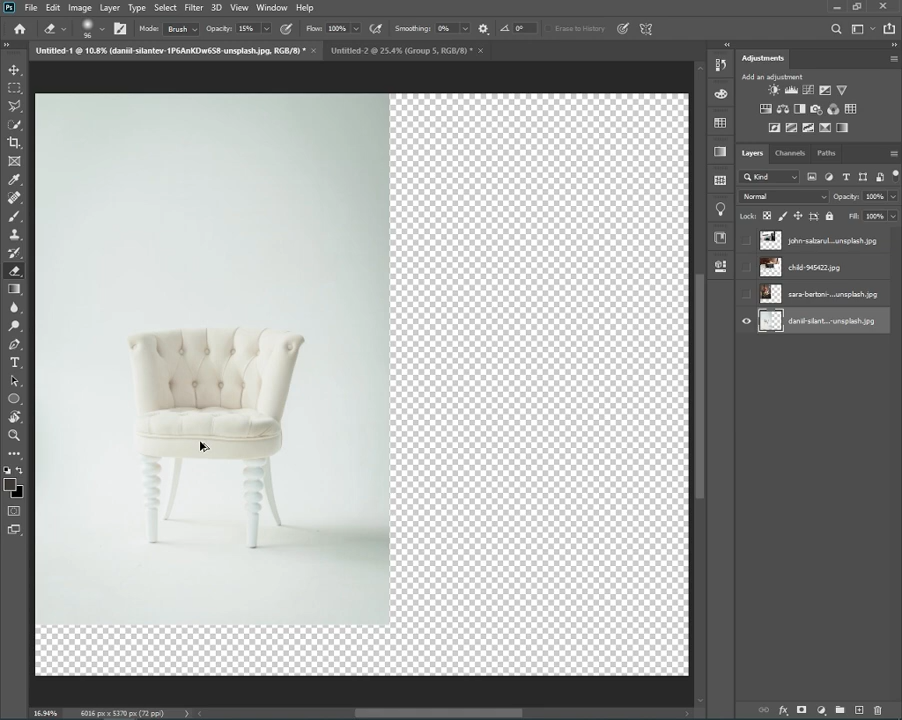 Ps File Edit Image Layer Type Select Filter 3D View Window Help
96 Mode: Brush Opacity: 15% Flow: 100% Smoothing: 0% 0° Erase to History
Untitled-1 @ 10.8% (daniil-silantev-1P6AnKDw6S8-unsplash.jpg, RGB/8) * ×
Untitled-2 @ 25.4% (Group 5, RGB/8) * ×
Adjustments
Add an adjustment
Layers Channels Paths
Kind
Normal Opacity: 100%
Lock: Fill: 100%
john-salzarul...unsplash.jpg
child-945422.jpg
sara-bertoni-...unsplash.jpg
daniil-silant...-unsplash.jpg
16.94% 6016 px x 5370 px (72 ppi)